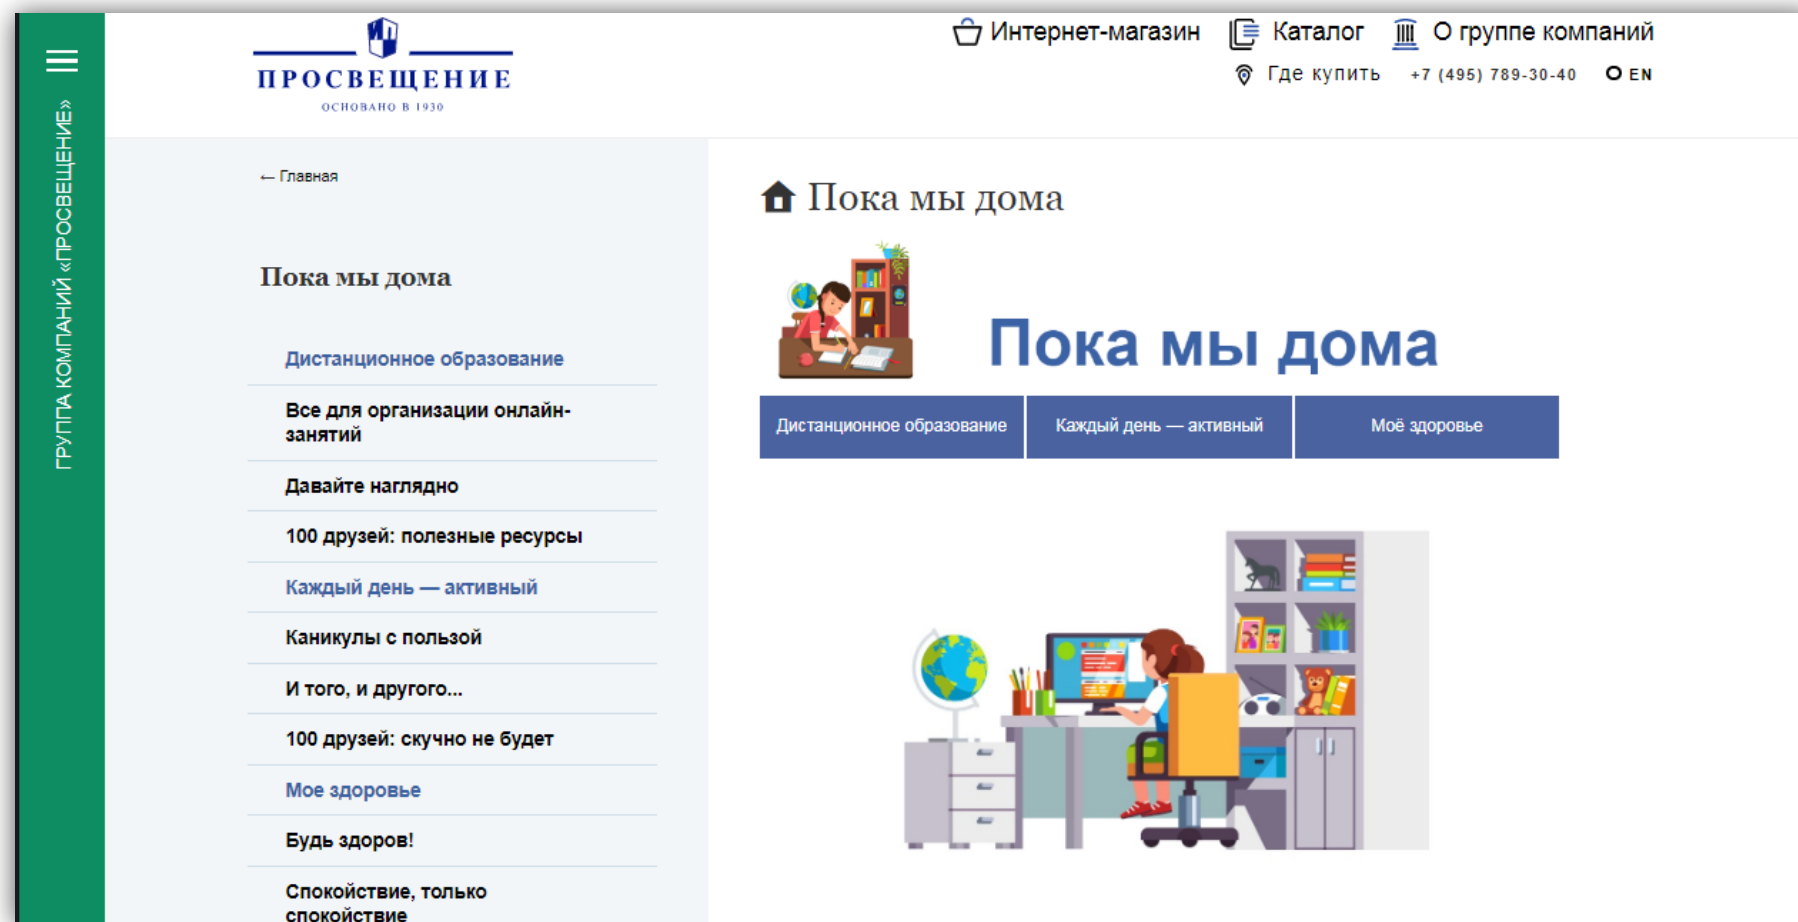 ГРУППА КОМПАНИЙ «ПРОСВЕЩЕНИЕ»
ИП
ПРОСВЕЩЕНИЕ
ОСНОВАНО В 1930
Интернет-магазин Каталог О группе компаний
Где купить +7 (495) 789-30-40 EN
← Главная
Пока мы дома
Дистанционное образование
Все для организации онлайн-
занятий
Давайте наглядно
100 друзей: полезные ресурсы
Каждый день — активный
Каникулы с пользой
И того, и другого...
100 друзей: скучно не будет
Мое здоровье
Будь здоров!
Спокойствие, только
спокойствие
Пока мы дома
Пока мы дома
Дистанционное образование Каждый день — активный Моё здоровье